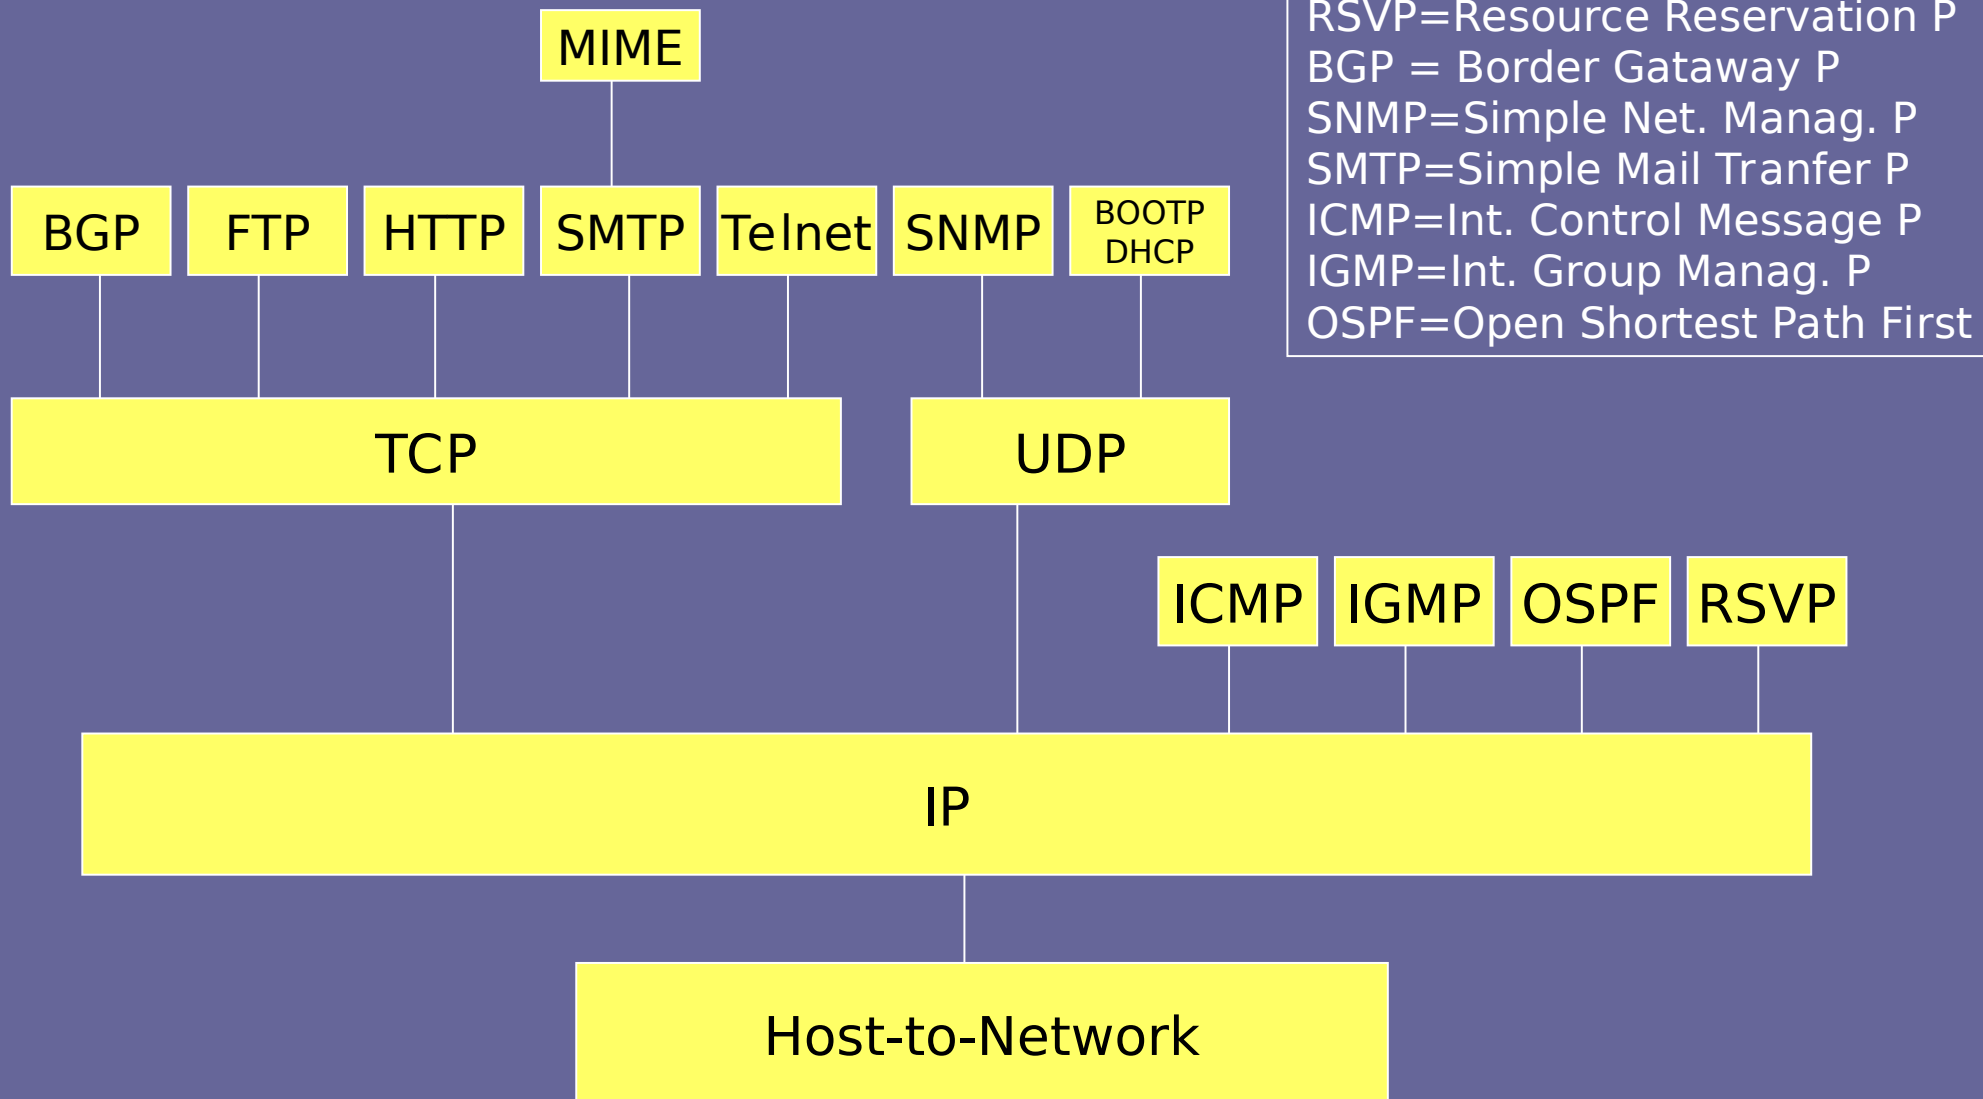 MIME
RSVP=Resource Reservation P
BGP = Border Gataway P
SNMP=Simple Net. Manag. P
SMTP=Simple Mail Tranfer P
ICMP=Int. Control Message P
IGMP=Int. Group Manag. P
OSPF=Open Shortest Path First
BGP FTP HTTP SMTP Telnet SNMP BOOTP
DHCP
TCP UDP
ICMP IGMP OSPF RSVP
IP
Host-to-Network